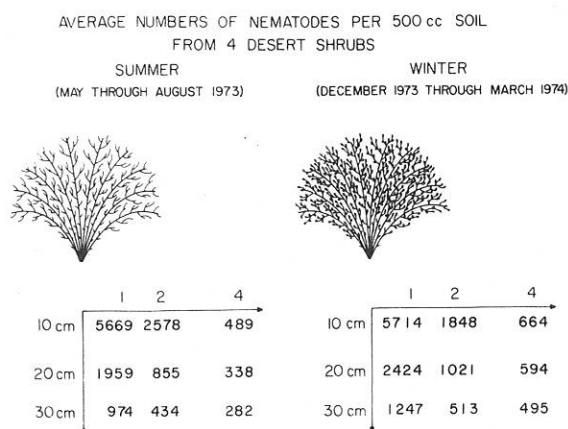 AVERAGE NUMBERS OF NEMATODES PER 500 cc SOIL
FROM 4 DESERT SHRUBS
SUMMER
(MAY THROUGH AUGUST 1973)
1 2 4
10 cm 5669 2578 489
20 cm 1959 855 338
30 cm 974 434 282
WINTER
(DECEMBER 1973 THROUGH MARCH 1974)
1 2 4
10 cm 5714 1848 664
20 cm 2424 1021 594
30 cm 1247 513 495